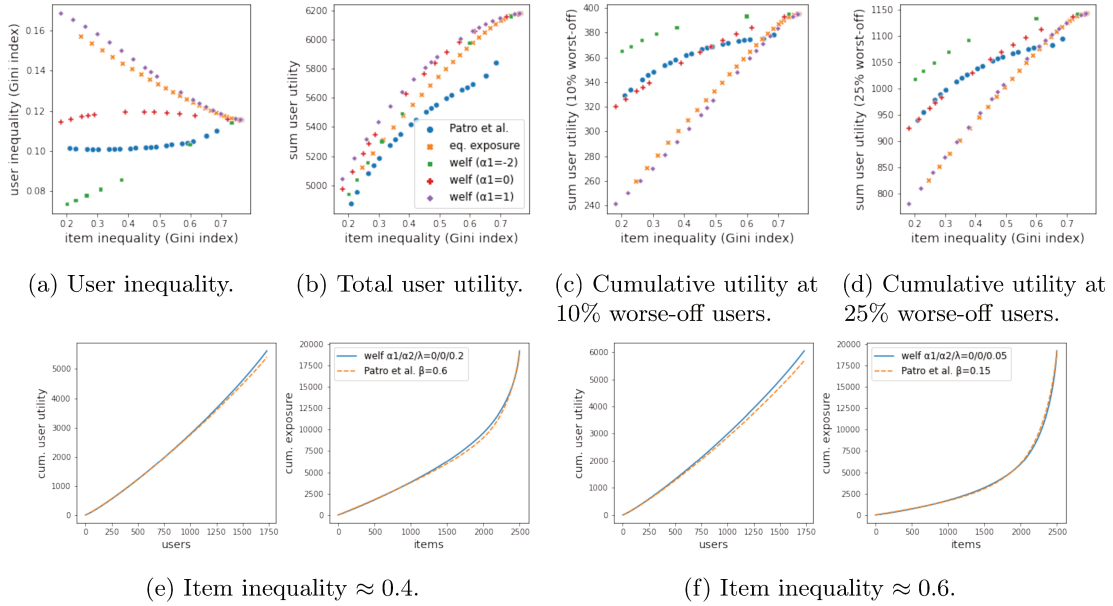 0.16
0.14
0.12
0.10
0.08
user inequality (Gini index)
0.2 0.3 0.4 0.5 0.6 0.7
item inequality (Gini index)
6200
6000
5800
5600
5400
5200
5000
sum user utility
Patro et al.
eq. exposure
welf (α1=-2)
welf (α1=0)
welf (α1=1)
0.2 0.3 0.4 0.5 0.6 0.7
item inequality (Gini index)
400
380
360
340
320
300
280
260
240
sum user utility (10% worst-off)
0.2 0.3 0.4 0.5 0.6 0.7
item inequality (Gini index)
1150
1100
1050
1000
950
900
850
800
sum user utility (25% worst-off)
0.2 0.3 0.4 0.5 0.6 0.7
item inequality (Gini index)
(a) User inequality.
(b) Total user utility.
(c) Cumulative utility at
10% worse-off users.
(d) Cumulative utility at
25% worse-off users.
5000
4000
3000
2000
1000
0
cum. user utility
0 250 500 750 1000 1250 1500 1750
users
20000
17500
15000
12500
10000
7500
5000
2500
0
cum. exposure
welf α1/α2/λ=0/0/0.2
Patro et al. β=0.6
0 500 1000 1500 2000 2500
items
6000
5000
4000
3000
2000
1000
0
cum. user utility
0 250 500 750 1000 1250 1500 1750
users
20000
17500
15000
12500
10000
7500
5000
2500
0
cum. exposure
welf α1/α2/λ=0/0/0.05
Patro et al. β=0.15
0 500 1000 1500 2000 2500
items
(e) Item inequality ≈ 0.4.
(f) Item inequality ≈ 0.6.